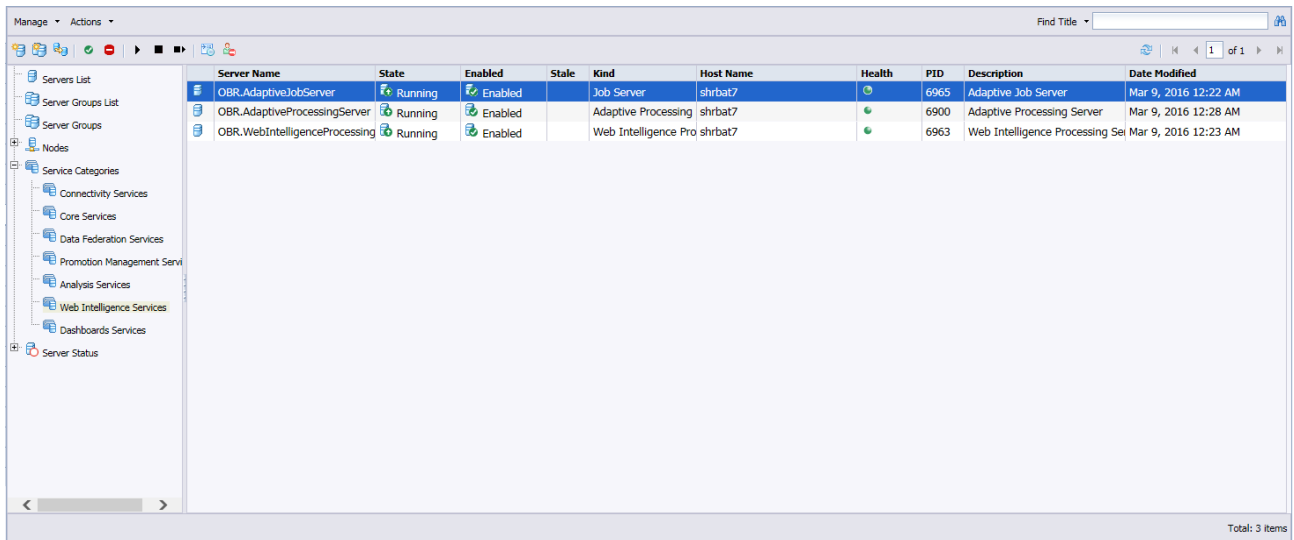 Manage Actions Find Title
1 of 1
Servers List
Server Groups List
Server Groups
Nodes
Service Categories
Connectivity Services
Core Services
Data Federation Services
Promotion Management Servi
Analysis Services
Web Intelligence Services
Dashboards Services
Server Status
Server Name State Enabled Stale Kind Host Name Health PID Description Date Modified
OBR.AdaptiveJobServer Running Enabled Job Server shrbat7 6965 Adaptive Job Server Mar 9, 2016 12:22 AM
OBR.AdaptiveProcessingServer Running Enabled Adaptive Processing shrbat7 6900 Adaptive Processing Server Mar 9, 2016 12:28 AM
OBR.WebIntelligenceProcessing Running Enabled Web Intelligence Pro shrbat7 6963 Web Intelligence Processing Ser Mar 9, 2016 12:23 AM
Total: 3 items